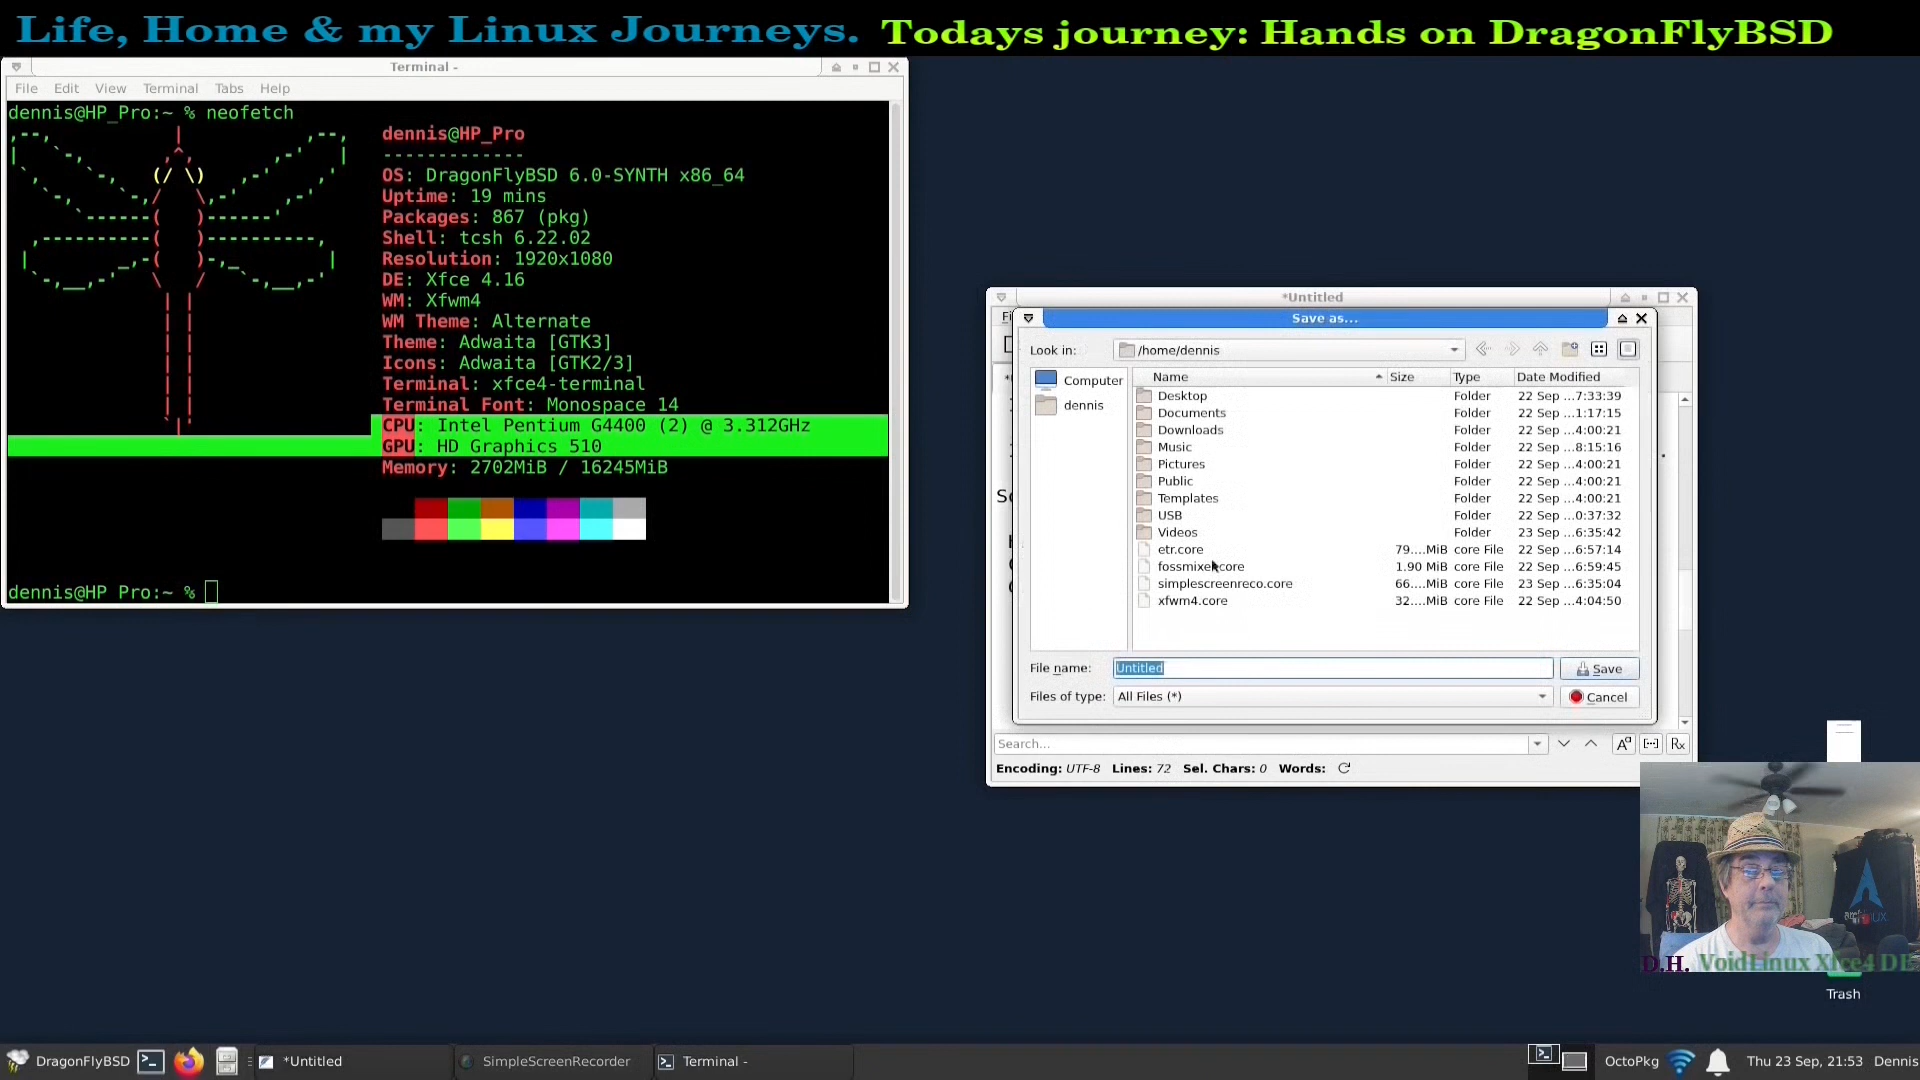 Life, Home & my Linux Journeys. Todays journey: Hands on DragonFlyBSD
Terminal -
File Edit View Terminal Tabs Help
dennis@HP_Pro:~ % neofetch
dennis@HP_Pro
-------------
OS: DragonFlyBSD 6.0-SYNTH x86_64
Uptime: 19 mins
Packages: 867 (pkg)
Shell: tcsh 6.22.02
Resolution: 1920x1080
DE: Xfce 4.16
WM: Xfwm4
WM Theme: Alternate
Theme: Adwaita [GTK3]
Icons: Adwaita [GTK2/3]
Terminal: xfce4-terminal
Terminal Font: Monospace 14
CPU: Intel Pentium G4400 (2) @ 3.312GHz
GPU: HD Graphics 510
Memory: 2702MiB / 16245MiB
dennis@HP Pro:~ %
*Untitled
Save as...
Look in: /home/dennis
Computer
dennis
Name Size Type Date Modified
Desktop Folder 22 Sep ...7:33:39
Documents Folder 22 Sep ...1:17:15
Downloads Folder 22 Sep ...4:00:21
Music Folder 22 Sep ...8:15:16
Pictures Folder 22 Sep ...4:00:21
Public Folder 22 Sep ...4:00:21
Templates Folder 22 Sep ...4:00:21
USB Folder 22 Sep ...0:37:32
Videos Folder 23 Sep ...6:35:42
etr.core 79....MiB core File 22 Sep ...6:57:14
fossmixer.core 1.90 MiB core File 22 Sep ...6:59:45
simplescreenreco.core 66....MiB core File 23 Sep ...6:35:04
xfwm4.core 32....MiB core File 22 Sep ...4:04:50
File name: Untitled Save
Files of type: All Files (*) Cancel
Search...
Encoding: UTF-8 Lines: 72 Sel. Chars: 0 Words:
D.H. VoidLinux Xfce4 DE
Trash
DragonFlyBSD *Untitled SimpleScreenRecorder Terminal - OctoPkg Thu 23 Sep, 21:53 Dennis